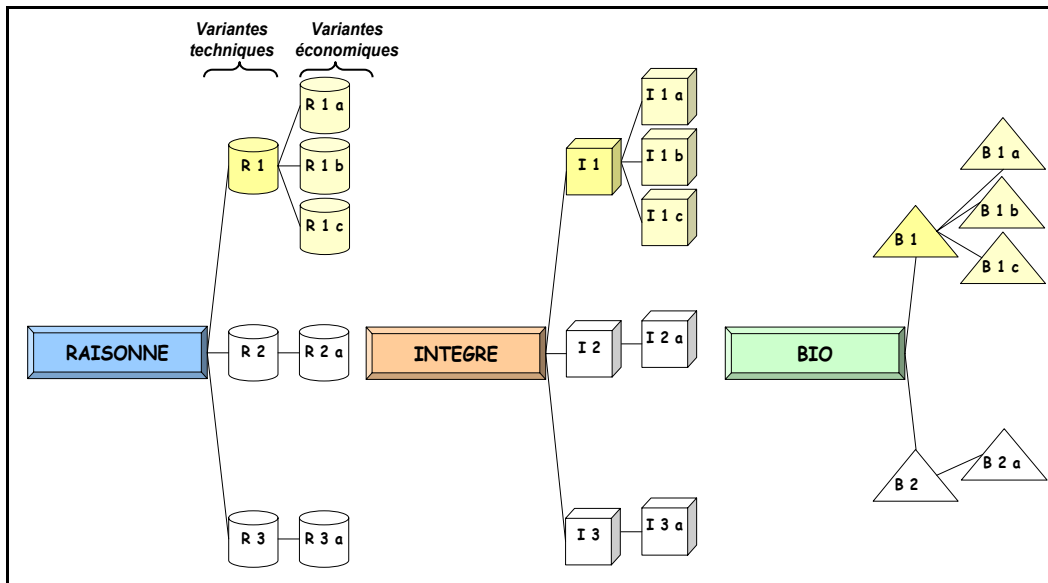 Variantes
techniques
Variantes
économiques
R 1 a
R 1
R 1 b
R 1 c
RAISONNE
R 2
R 2 a
R 3
R 3 a
I 1 a
I 1
I 1 b
I 1 c
INTEGRE
I 2
I 2 a
I 3
I 3 a
B 1 a
B 1 b
B 1
B 1 c
BIO
B 2
B 2 a